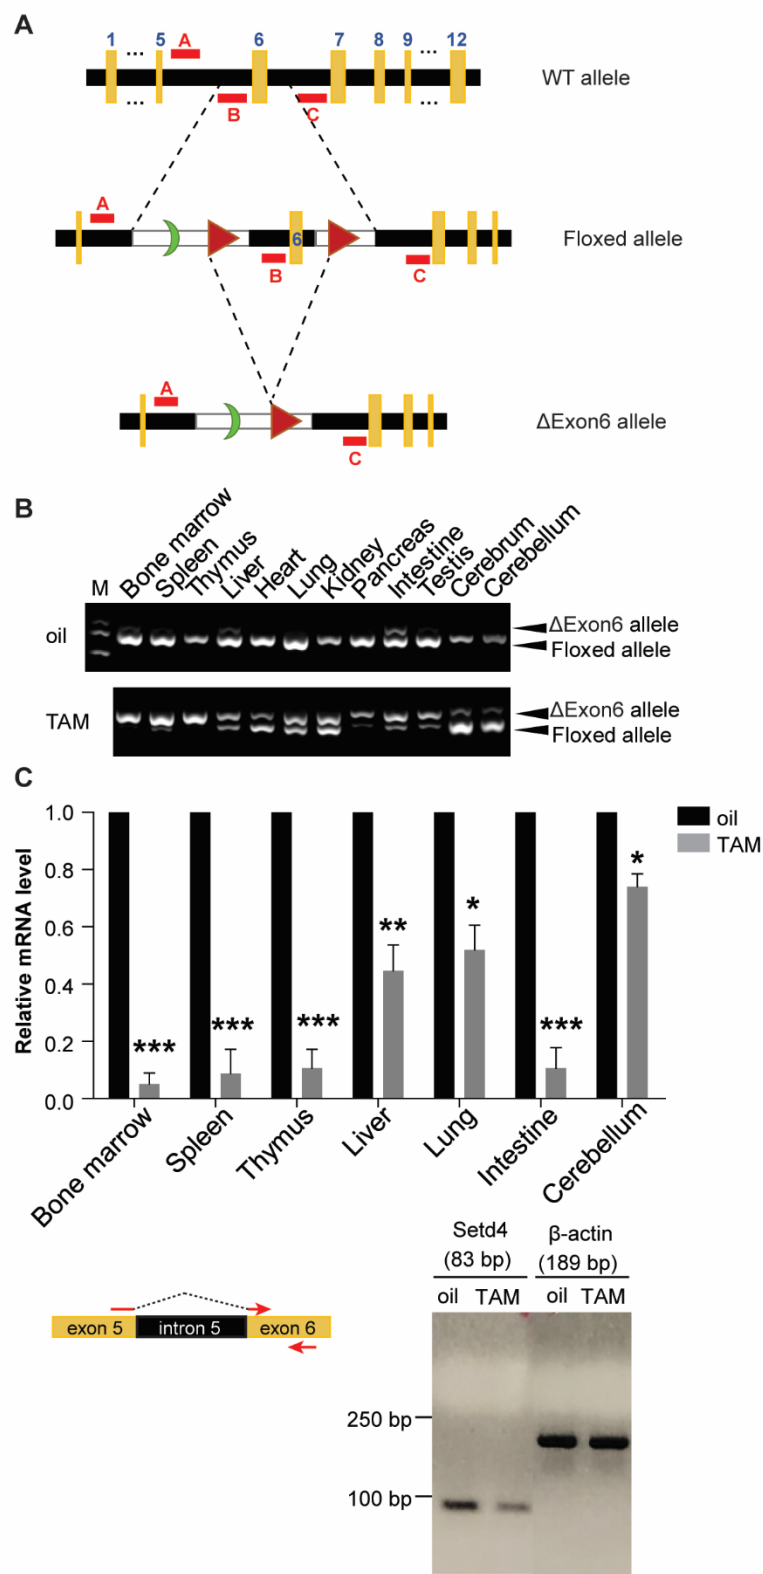 A
1 ... 5 A 6 7 8 9 ... 12
WT allele
... B C ...
A
6
Floxed allele
B C
A
ΔExon6 allele
C
B
M Bone marrow Spleen Thymus Liver Heart Lung Kidney Pancreas Intestine Testis Cerebrum Cerebellum
oil
ΔExon6 allele
Floxed allele
TAM
ΔExon6 allele
Floxed allele
C
Relative mRNA level
1.0
0.8
0.6
0.4
0.2
0.0
*** *** *** ** * *** *
oil
TAM
Bone marrow Spleen Thymus Liver Lung Intestine Cerebellum
exon 5 intron 5 exon 6
Setd4 β-actin
(83 bp) (189 bp)
oil TAM oil TAM
250 bp
100 bp